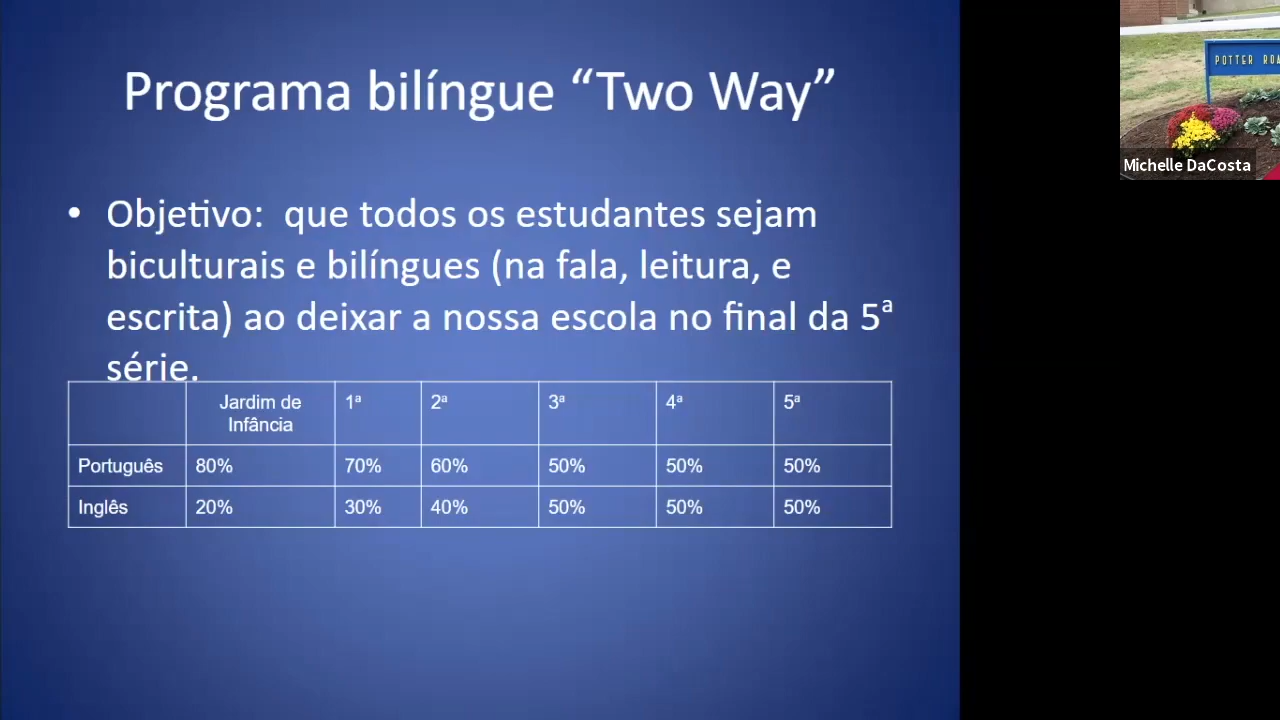 Programa bilíngue “Two Way”
• Objetivo:  que todos os estudantes sejam
biculturais e bilíngues (na fala, leitura, e
escrita) ao deixar a nossa escola no final da 5ª
série.
Jardim de Infância 1ª 2ª 3ª 4ª 5ª
Português 80% 70% 60% 50% 50% 50%
Inglês 20% 30% 40% 50% 50% 50%
POTTER
Michelle DaCosta